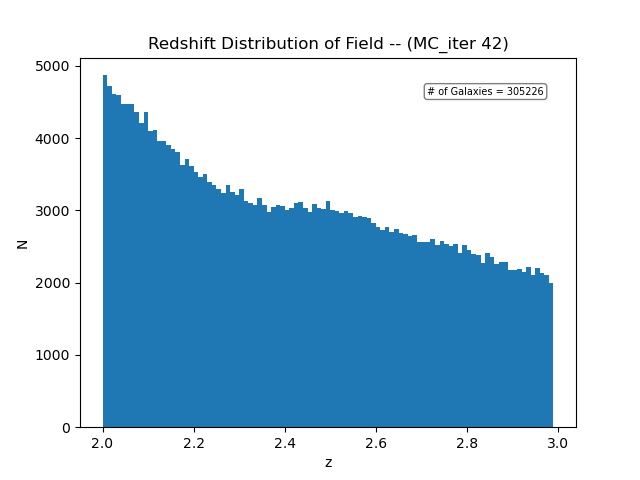 Redshift Distribution of Field -- (MC_iter 42)
# of Galaxies = 305226
5000
4000
3000
2000
1000
0
N
2.0 2.2 2.4 2.6 2.8 3.0
z